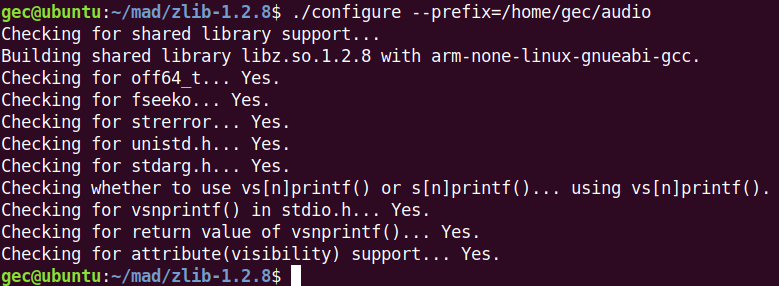 gec@ubuntu:~/mad/zlib-1.2.8$ ./configure --prefix=/home/gec/audio
Checking for shared library support...
Building shared library libz.so.1.2.8 with arm-none-linux-gnueabi-gcc.
Checking for off64_t... Yes.
Checking for fseeko... Yes.
Checking for strerror... Yes.
Checking for unistd.h... Yes.
Checking for stdarg.h... Yes.
Checking whether to use vs[n]printf() or s[n]printf()... using vs[n]printf().
Checking for vsnprintf() in stdio.h... Yes.
Checking for return value of vsnprintf()... Yes.
Checking for attribute(visibility) support... Yes.
gec@ubuntu:~/mad/zlib-1.2.8$